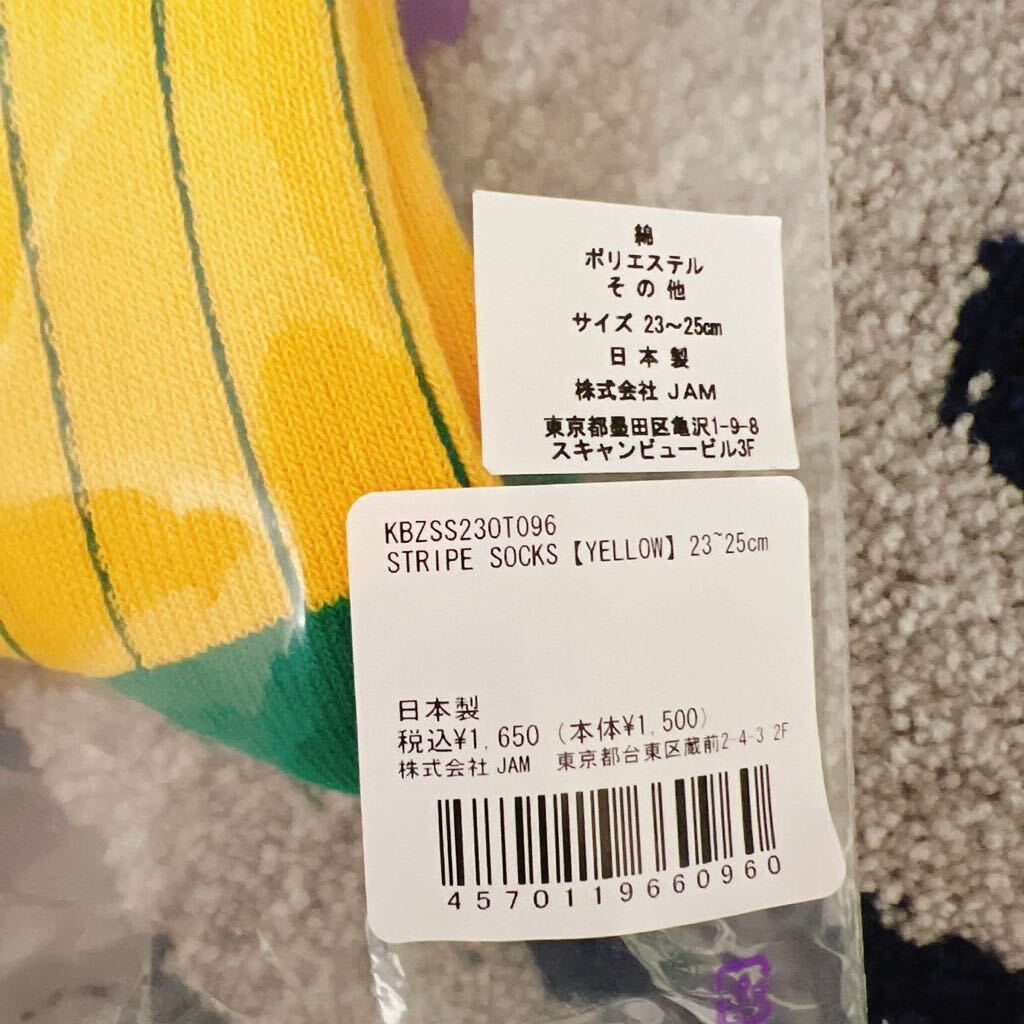 綿
ポリエステル
その他
サイズ 23〜25cm
日本製
株式会社 JAM
東京都墨田区亀沢1-9-8
スキャンビュービル3F
KBZSS230T096
STRIPE SOCKS【YELLOW】23~25cm
日本製
税込¥1,650 (本体¥1,500)
株式会社 JAM 東京都台東区蔵前2-4-3 2F
4570119660960